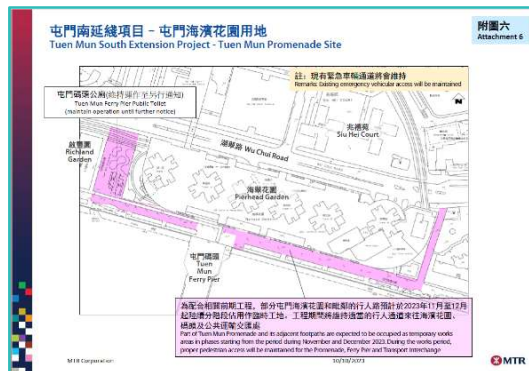 屯門南延綫項目 – 屯門海濱花園用地
Tuen Mun South Extension Project - Tuen Mun Promenade Site
附圖六
Attachment 6
註：現有緊急車輛通道將會維持
Remarks: Existing emergency vehicular access will be maintained
屯門碼頭公廁(維持運作至另行通知)
Tuen Mun Ferry Pier Public Toilet
(maintain operation until further notice)
兆禧苑
Siu Hei Court
湖翠路 Wu Chui Road
啟豐園
Richland
Garden
海翠花園
Pierhead Garden
屯門碼頭
Tuen
Mun
Ferry Pier
為配合相關前期工程，部分屯門海濱花園和毗鄰的行人路預計於2023年11月至12月
起陸續分階段佔用作臨時工地，工程期間將維持適當的行人通道來往海濱花園、
碼頭及公共運輸交匯處
Part of Tuen Mun Promenade and its adjacent footpaths are expected to be occupied as temporary works
areas in phases starting from the period during November and December 2023. During the works period,
proper pedestrian access will be maintained for the Promenade, Ferry Pier and Transport Interchange
MTR Corporation
10/10/2023
MTR